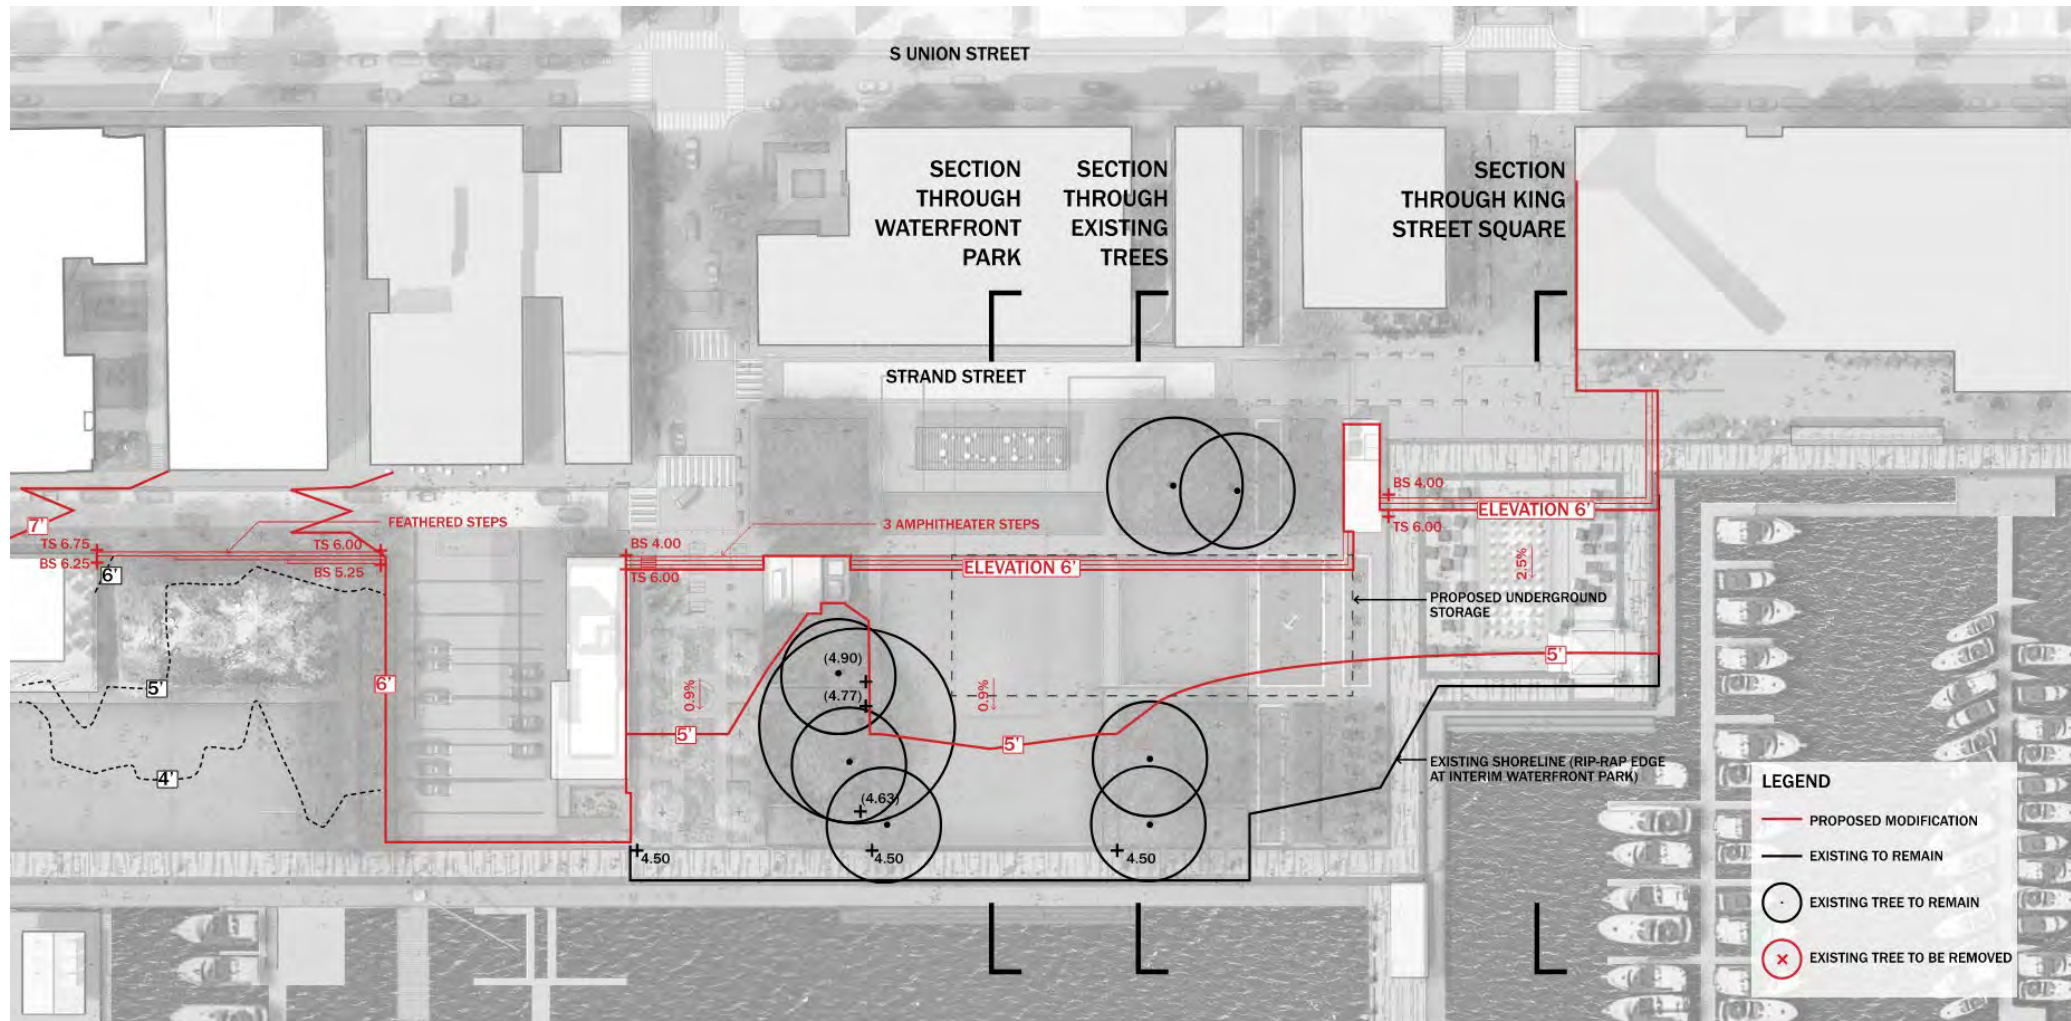 S UNION STREET
SECTION
THROUGH
WATERFRONT
PARK
SECTION
THROUGH
EXISTING
TREES
SECTION
THROUGH KING
STREET SQUARE
STRAND STREET
7'
FEATHERED STEPS
TS 6.75
BS 6.25
6'
TS 6.00
BS 5.25
BS 4.00
TS 6.00
3 AMPHITHEATER STEPS
ELEVATION 6'
BS 4.00
TS 6.00
ELEVATION 6'
2.5%
PROPOSED UNDERGROUND
STORAGE
5'
4'
6'
0.9%
5'
(4.90)
(4.77)
(4.63)
0.9%
5'
5'
EXISTING SHORELINE (RIP-RAP EDGE
AT INTERIM WATERFRONT PARK)
4.50
4.50
4.50
LEGEND
PROPOSED MODIFICATION
EXISTING TO REMAIN
EXISTING TREE TO REMAIN
EXISTING TREE TO BE REMOVED